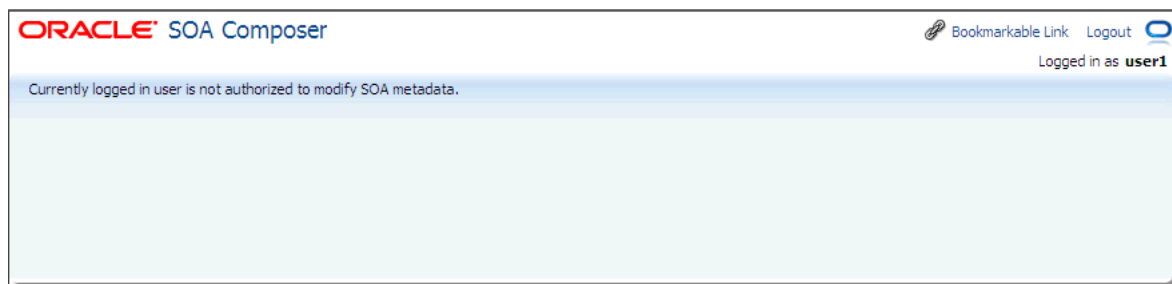 ORACLE SOA Composer
Bookmarkable Link Logout
Logged in as user1
Currently logged in user is not authorized to modify SOA metadata.